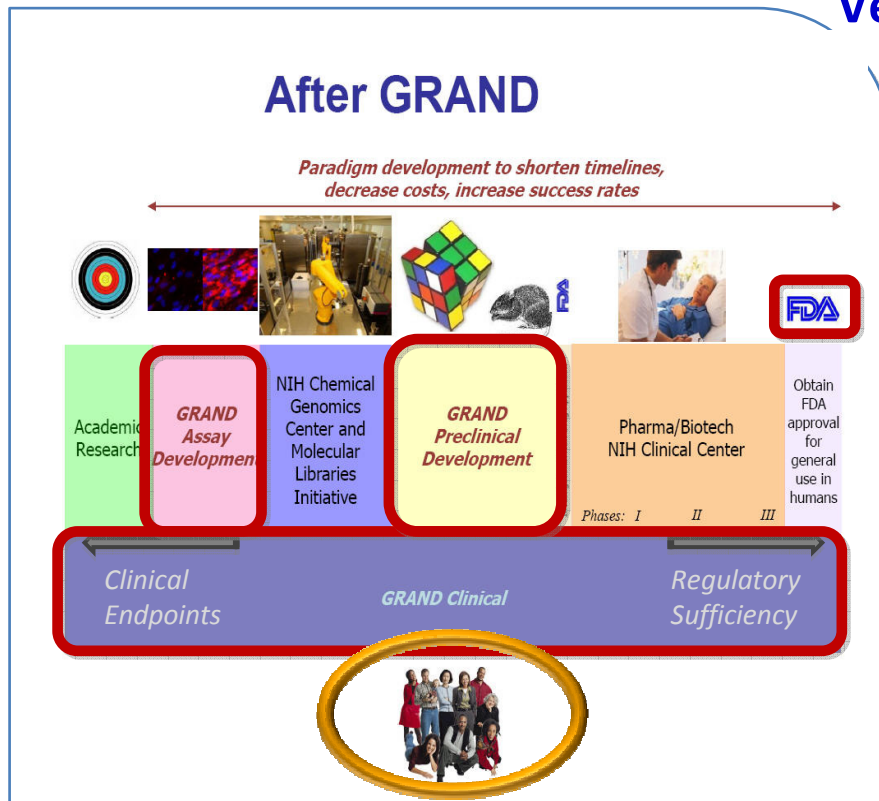 After GRAND
Paradigm development to shorten timelines,
decrease costs, increase success rates
FDA
FDA
Academic
Research
GRAND
Assay
Development
NIH Chemical
Genomics
Center and
Molecular
Libraries
Initiative
GRAND
Preclinical
Development
Pharma/Biotech
NIH Clinical Center
Phases: I II III
Obtain
FDA
approval
for
general
use in
humans
Clinical
Endpoints
GRAND Clinical
Regulatory
Sufficiency